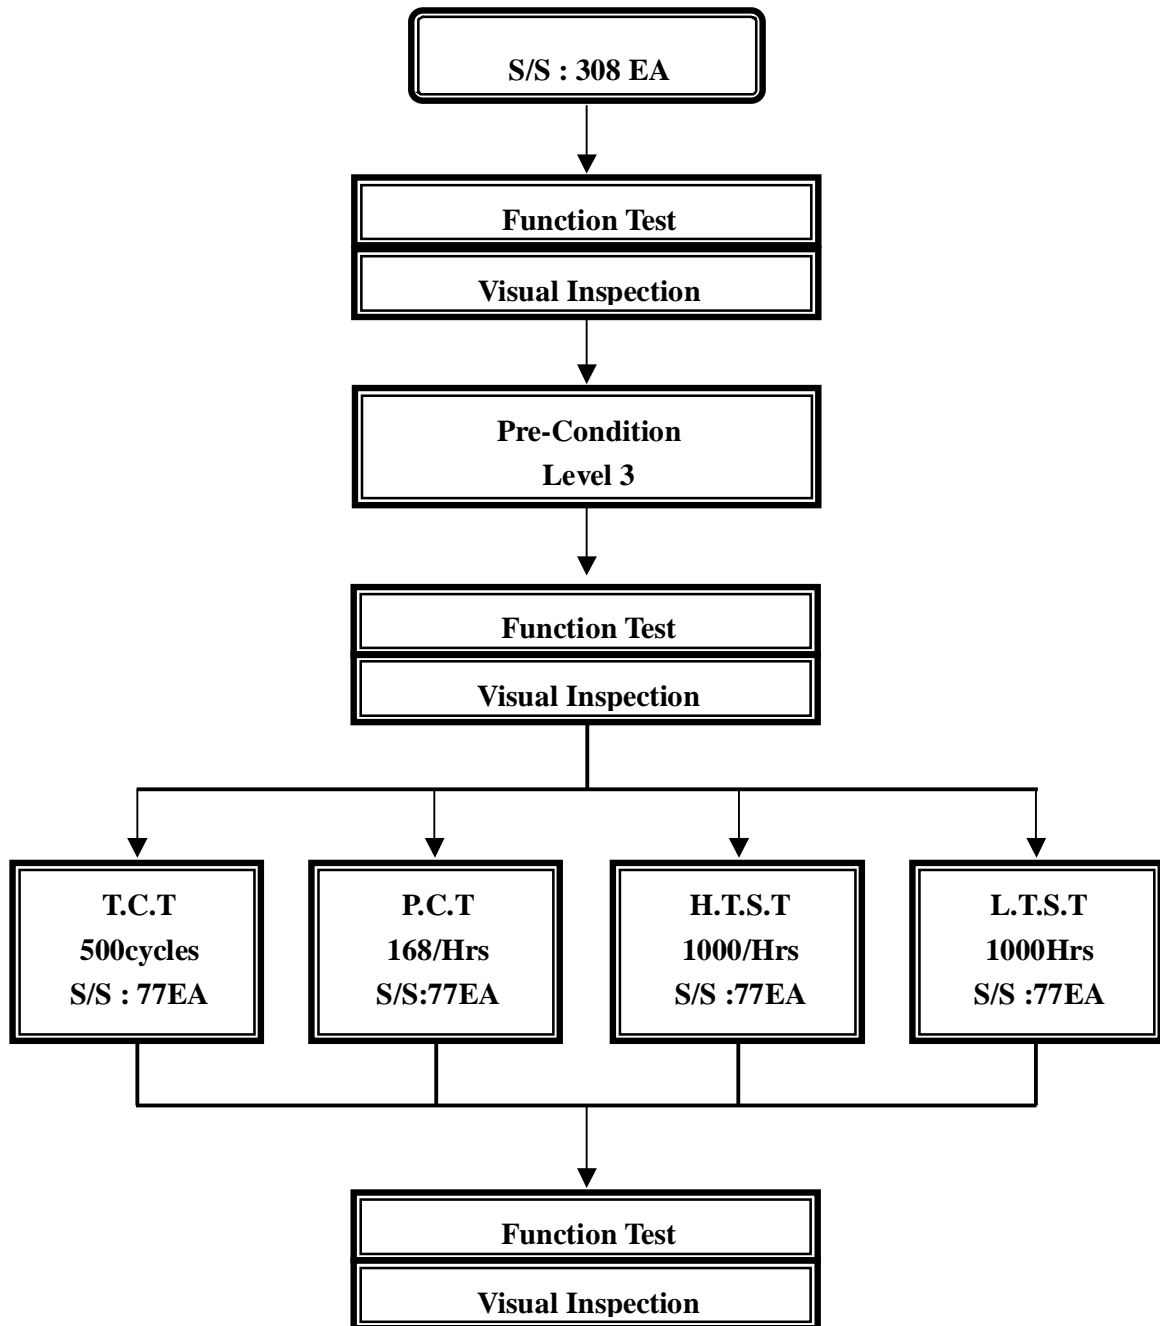 S/S : 308 EA
Function Test
Visual Inspection
Pre-Condition
Level 3
Function Test
Visual Inspection
T.C.T
500cycles
S/S : 77EA
P.C.T
168/Hrs
S/S:77EA
H.T.S.T
1000/Hrs
S/S :77EA
L.T.S.T
1000Hrs
S/S :77EA
Function Test
Visual Inspection